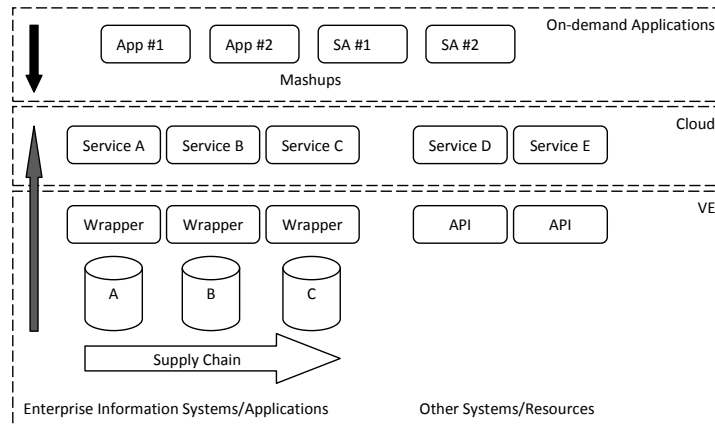 On-demand Applications
App #1
App #2
SA #1
SA #2
Mashups
Cloud
Service A
Service B
Service C
Service D
Service E
VE
Wrapper
Wrapper
Wrapper
API
API
A
B
C
Supply Chain
Enterprise Information Systems/Applications
Other Systems/Resources